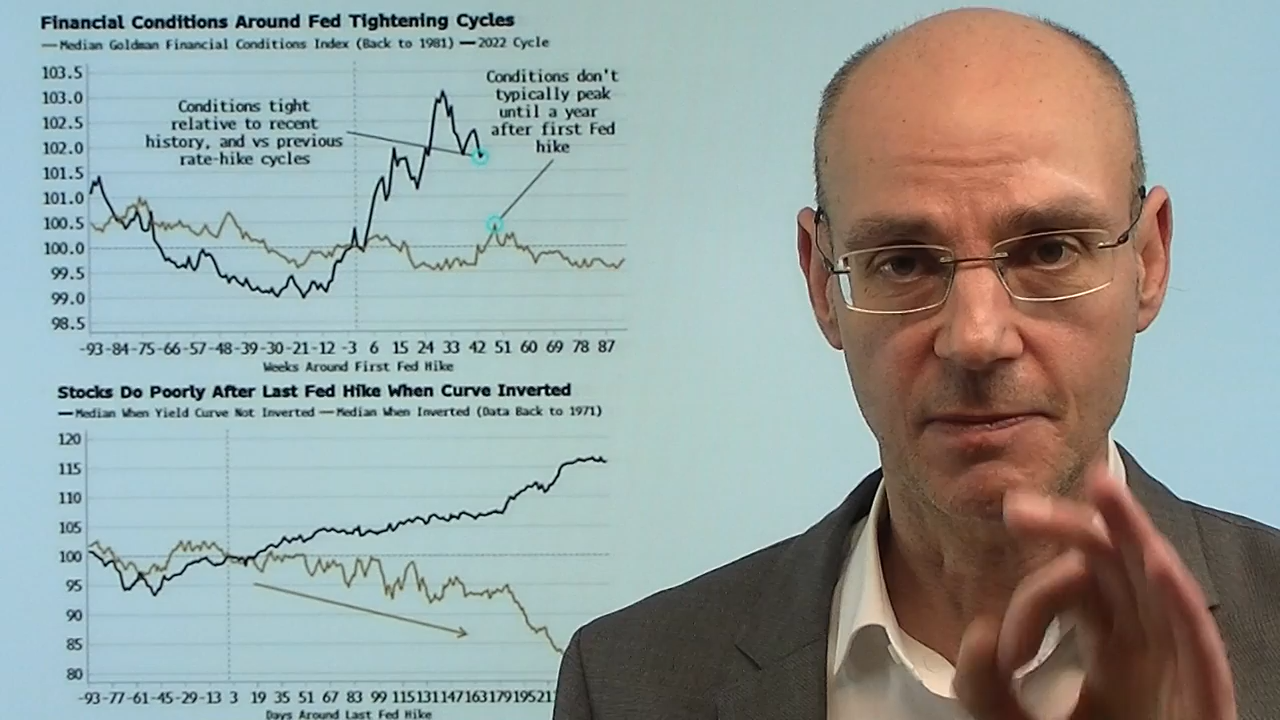 Financial Conditions Around Fed Tightening Cycles
Median Goldman Financial Conditions Index (Back to 1981) 2022 Cycle
103.5
103.0
102.5
102.0
101.5
101.0
100.5
100.0
99.5
99.0
98.5
Conditions tight
relative to recent
history, and vs previous
rate-hike cycles
Conditions don't
typically peak
until a year
after first Fed
hike
-93 -84 -75 -66 -57 -48 -39 -30 -21 -12 -3 6 15 24 33 42 51 60 69 78 87
Weeks Around First Fed Hike
Stocks Do Poorly After Last Fed Hike When Curve Inverted
Median When Yield Curve Not Inverted Median When Inverted (Data Back to 1971)
120
115
110
105
100
95
90
85
80
-93 -77 -61 -45 -29 -13 3 19 35 51 67 83 99 115 131 147 163 179 195
Days Around Last Fed Hike